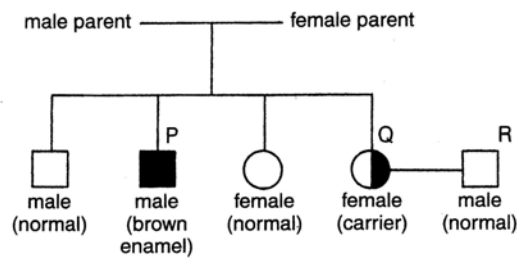 male parent female parent
P Q R
male male female female male
(normal) (brown (normal) (carrier) (normal)
enamel)